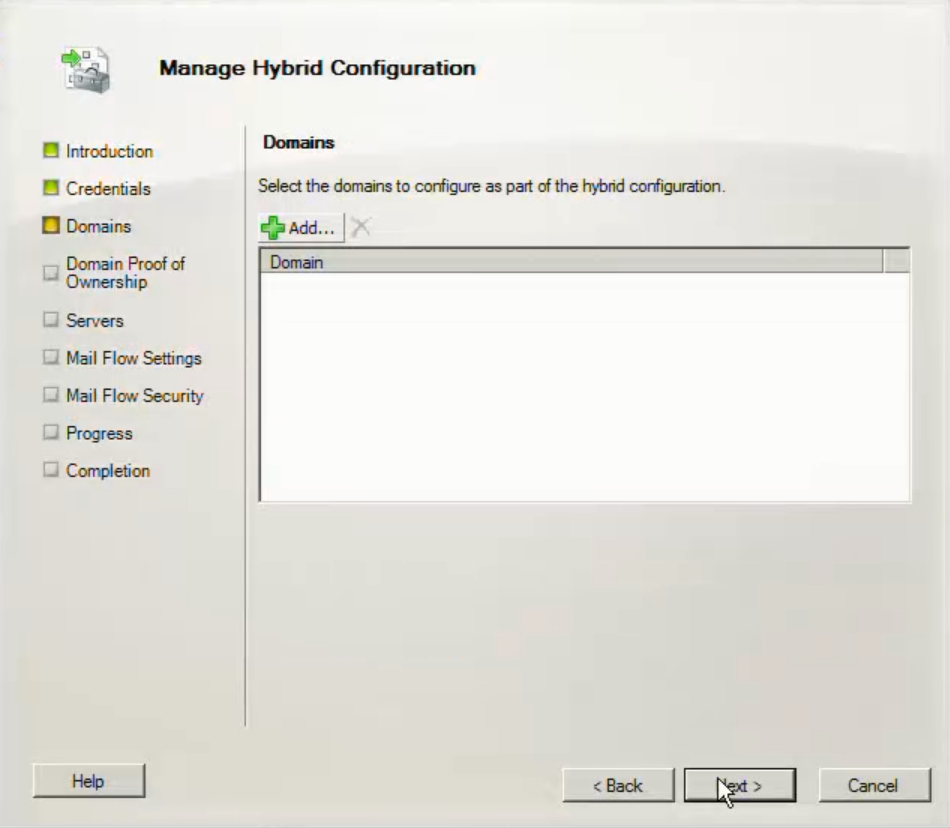 Manage Hybrid Configuration
Introduction
Credentials
Domains
Domain Proof of
Ownership
Servers
Mail Flow Settings
Mail Flow Security
Progress
Completion
Domains
Select the domains to configure as part of the hybrid configuration.
Add...
Domain
Help
< Back
Next >
Cancel